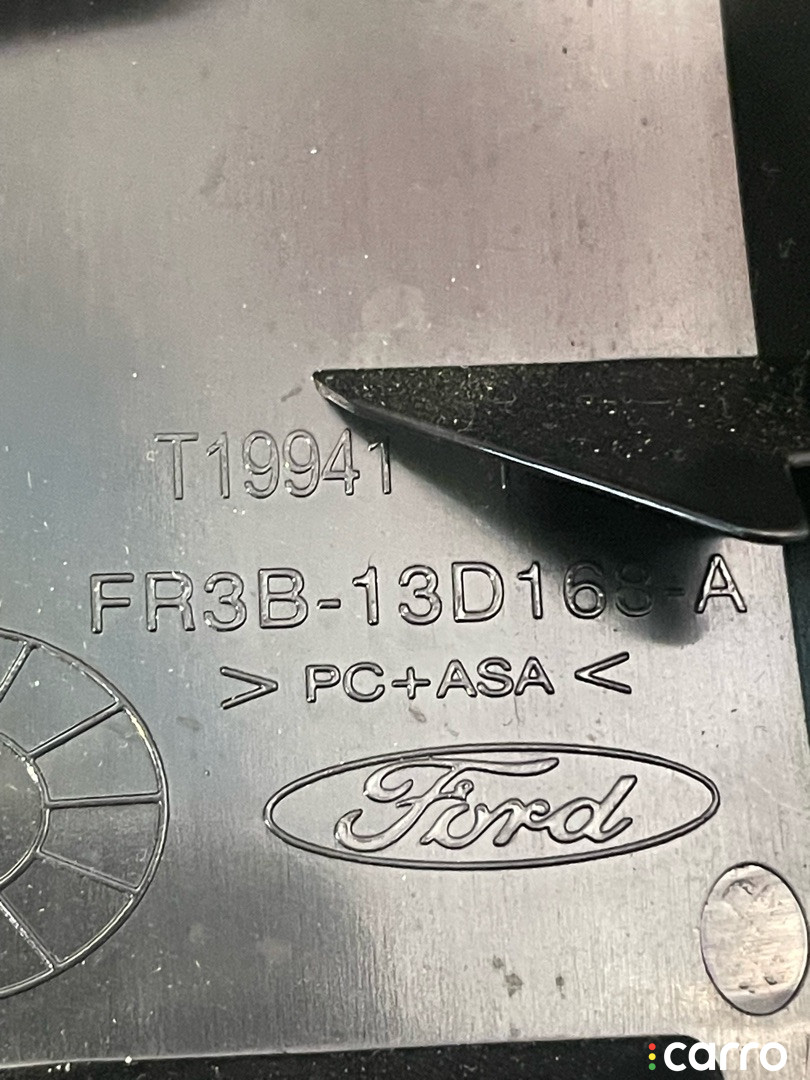 T19941
FR3B-13D168-A
> PC+ASA <
Ford
carro